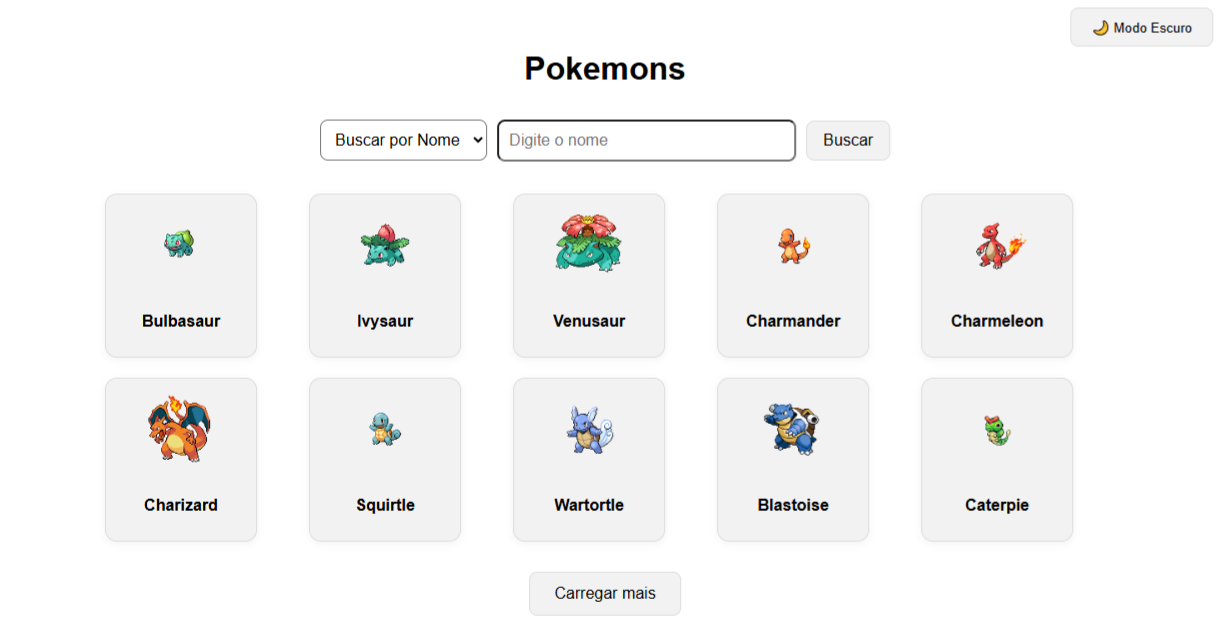 🌙 Modo Escuro
Pokemons
Buscar por Nome
Digite o nome
Buscar
Bulbasaur
Ivysaur
Venusaur
Charmander
Charmeleon
Charizard
Squirtle
Wartortle
Blastoise
Caterpie
Carregar mais